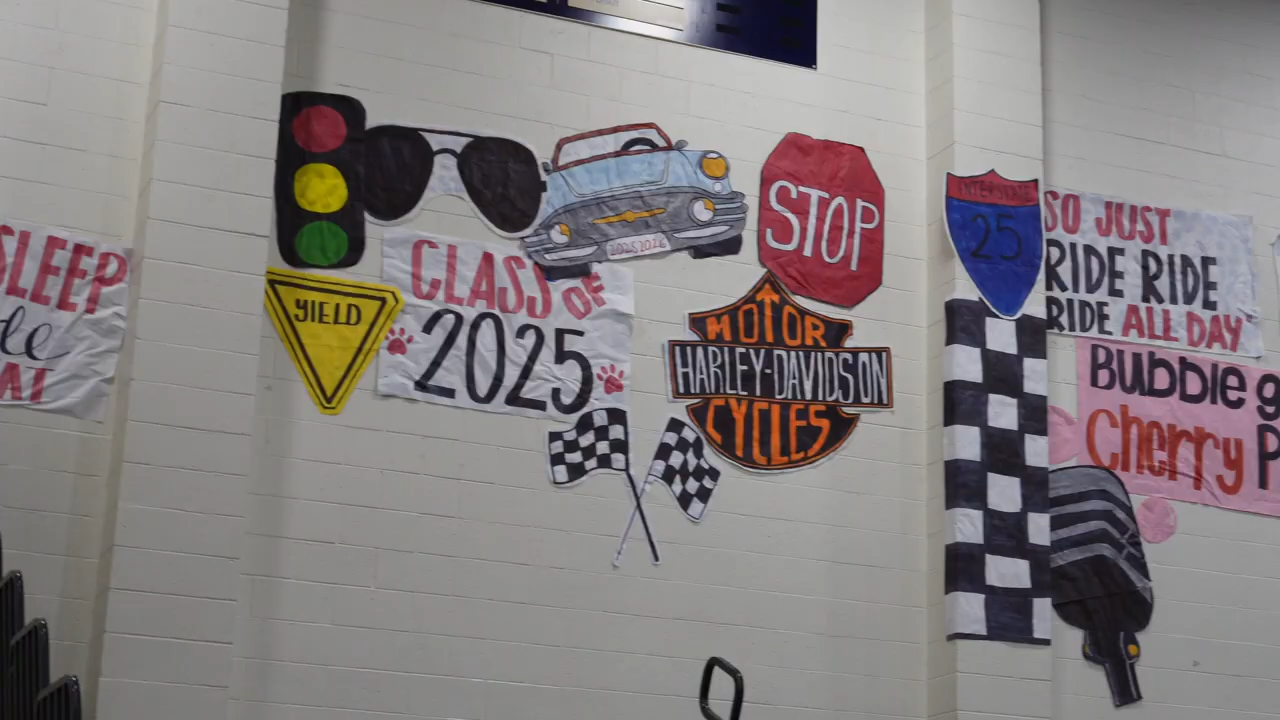 SLEEP
AT
YIELD
CLASS OF
2025
2025 2026
STOP
MOTOR
HARLEY-DAVIDSON
CYCLES
INTERSTATE
25
SO JUST
RIDE RIDE
RIDE ALL DAY
Bubble g
Cherry P